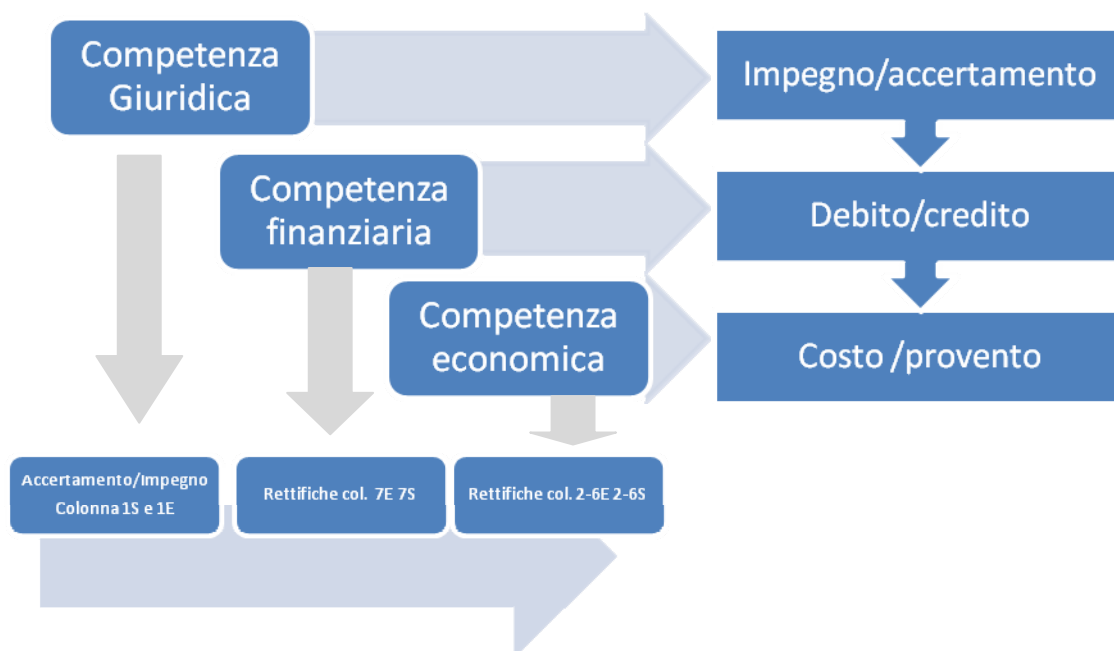 Competenza
Giuridica
Impegno/accertamento
Competenza
finanziaria
Debito/credito
Competenza
economica
Costo /provento
Accertamento/Impegno
Colonna 1S e 1E
Rettifiche col. 7E 7S
Rettifiche col. 2-6E 2-6S